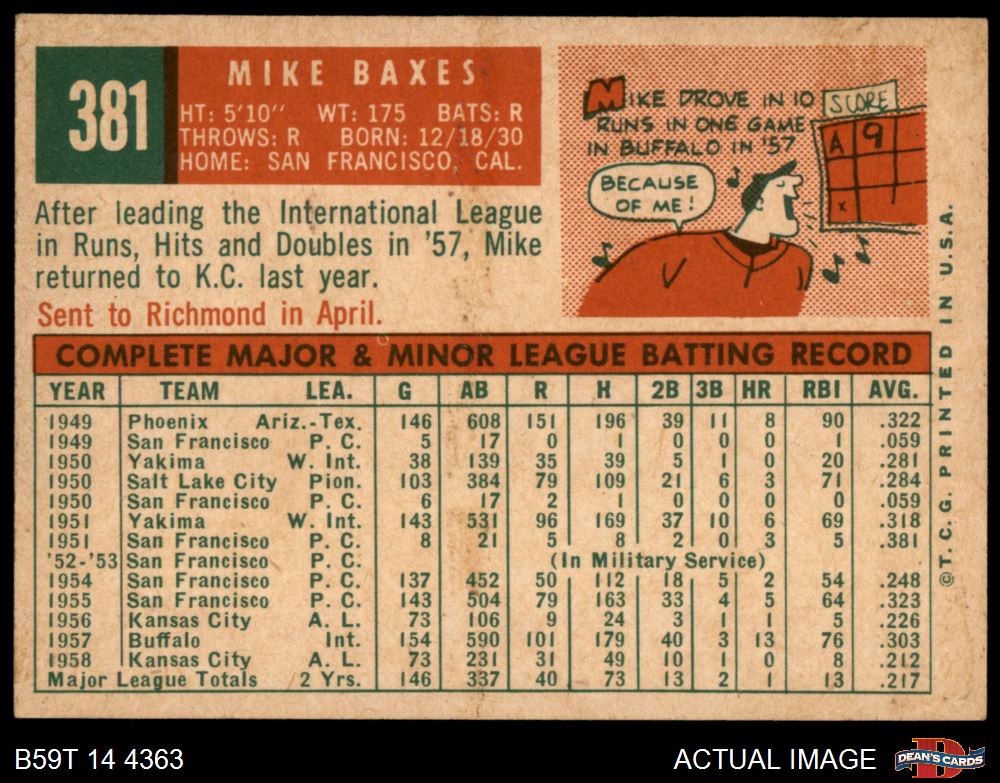 381
MIKE BAXES
HT: 5'10" WT: 175 BATS: R
THROWS: R BORN: 12/18/30
HOME: SAN FRANCISCO, CAL.
After leading the International League
in Runs, Hits and Doubles in '57, Mike
returned to K.C. last year.
Sent to Richmond in April.
MIKE DROVE IN 10
RUNS IN ONE GAME
IN BUFFALO IN '57
BECAUSE
OF ME!
SCORE
A 9
X
COMPLETE MAJOR & MINOR LEAGUE BATTING RECORD
YEAR TEAM LEA. G AB R H 2B 3B HR RBI AVG.
1949 Phoenix Ariz.-Tex. 146 608 151 196 39 11 8 90 .322
1949 San Francisco P. C. 5 17 0 1 0 0 0 1 .059
1950 Yakima W. Int. 38 139 35 39 5 1 0 20 .281
1950 Salt Lake City Pion. 103 384 79 109 21 6 3 71 .284
1950 San Francisco P. C. 6 17 2 1 0 0 0 0 .059
1951 Yakima W. Int. 143 531 96 169 37 10 6 69 .318
1951 San Francisco P. C. 8 21 5 8 2 0 3 5 .381
'52-'53 San Francisco P. C. (In Military Service)
1954 San Francisco P. C. 137 452 50 112 18 5 2 54 .248
1955 San Francisco P. C. 143 504 79 163 33 4 5 64 .323
1956 Kansas City A. L. 73 106 9 24 3 1 1 5 .226
1957 Buffalo Int. 154 590 101 179 40 3 13 76 .303
1958 Kansas City A. L. 73 231 31 49 10 1 0 8 .212
Major League Totals 2 Yrs. 146 337 40 73 13 2 1 13 .217
©T. C. G. PRINTED IN U.S.A.
B59T 14 4363
ACTUAL IMAGE
D
DEAN'S CARDS